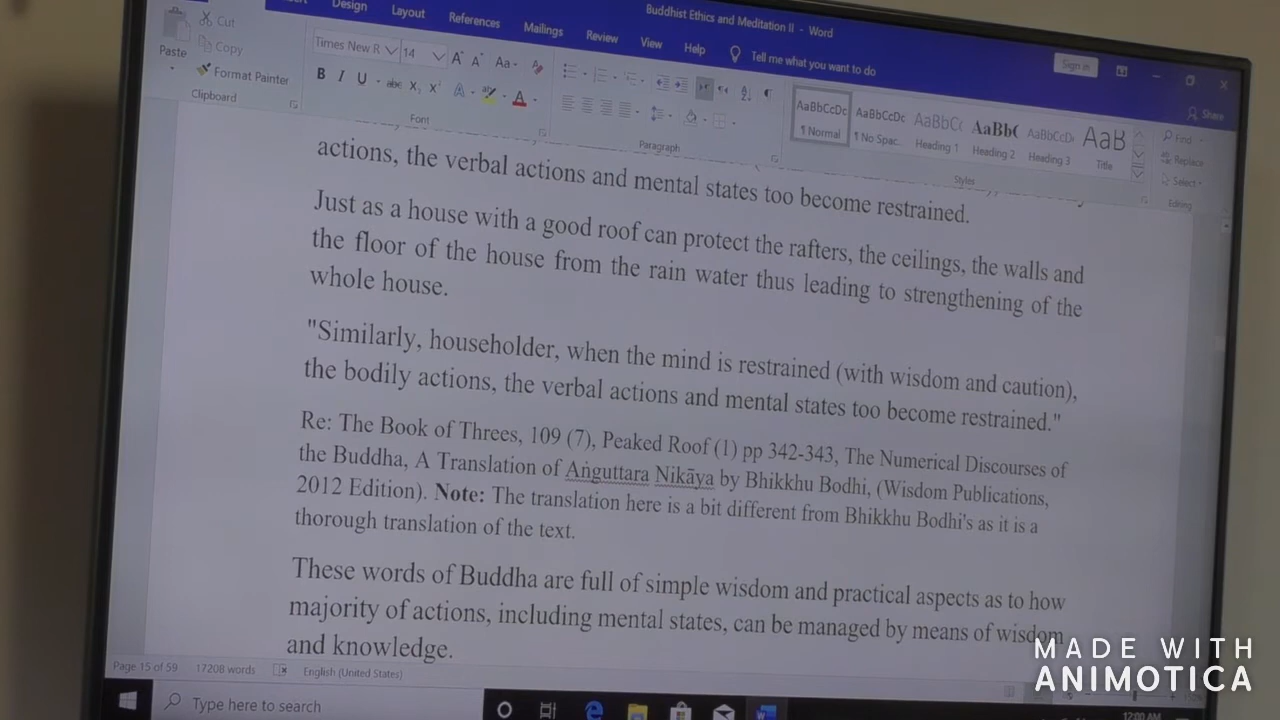 Buddhist Ethics and Meditation II - Word
Sign in
Design Layout References Mailings Review View Help Tell me what you want to do
Share
Cut
Copy
Paste
Format Painter
Clipboard
Times New R 14
Aa
B I U abc X₂ X²
Font
Paragraph
AaBbCcDc AaBbCcDc AaBbC( AaBb( AaBbCcD AaB
¶ Normal ¶ No Spac... Heading 1 Heading 2 Heading 3 Title
Styles
Find
Replace
Select
Editing
actions, the verbal actions and mental states too become restrained.
Just as a house with a good roof can protect the rafters, the ceilings, the walls and
the floor of the house from the rain water thus leading to strengthening of the
whole house.
"Similarly, householder, when the mind is restrained (with wisdom and caution),
the bodily actions, the verbal actions and mental states too become restrained."
Re: The Book of Threes, 109 (7), Peaked Roof (1) pp 342-343, The Numerical Discourses of
the Buddha, A Translation of Aṅguttara Nikāya by Bhikkhu Bodhi, (Wisdom Publications,
2012 Edition). Note: The translation here is a bit different from Bhikkhu Bodhi's as it is a
thorough translation of the text.
These words of Buddha are full of simple wisdom and practical aspects as to how
majority of actions, including mental states, can be managed by means of wisdom
and knowledge.
Page 15 of 59 17208 words English (United States)
Type here to search
12:00 AM
MADE WITH
ANIMOTICA